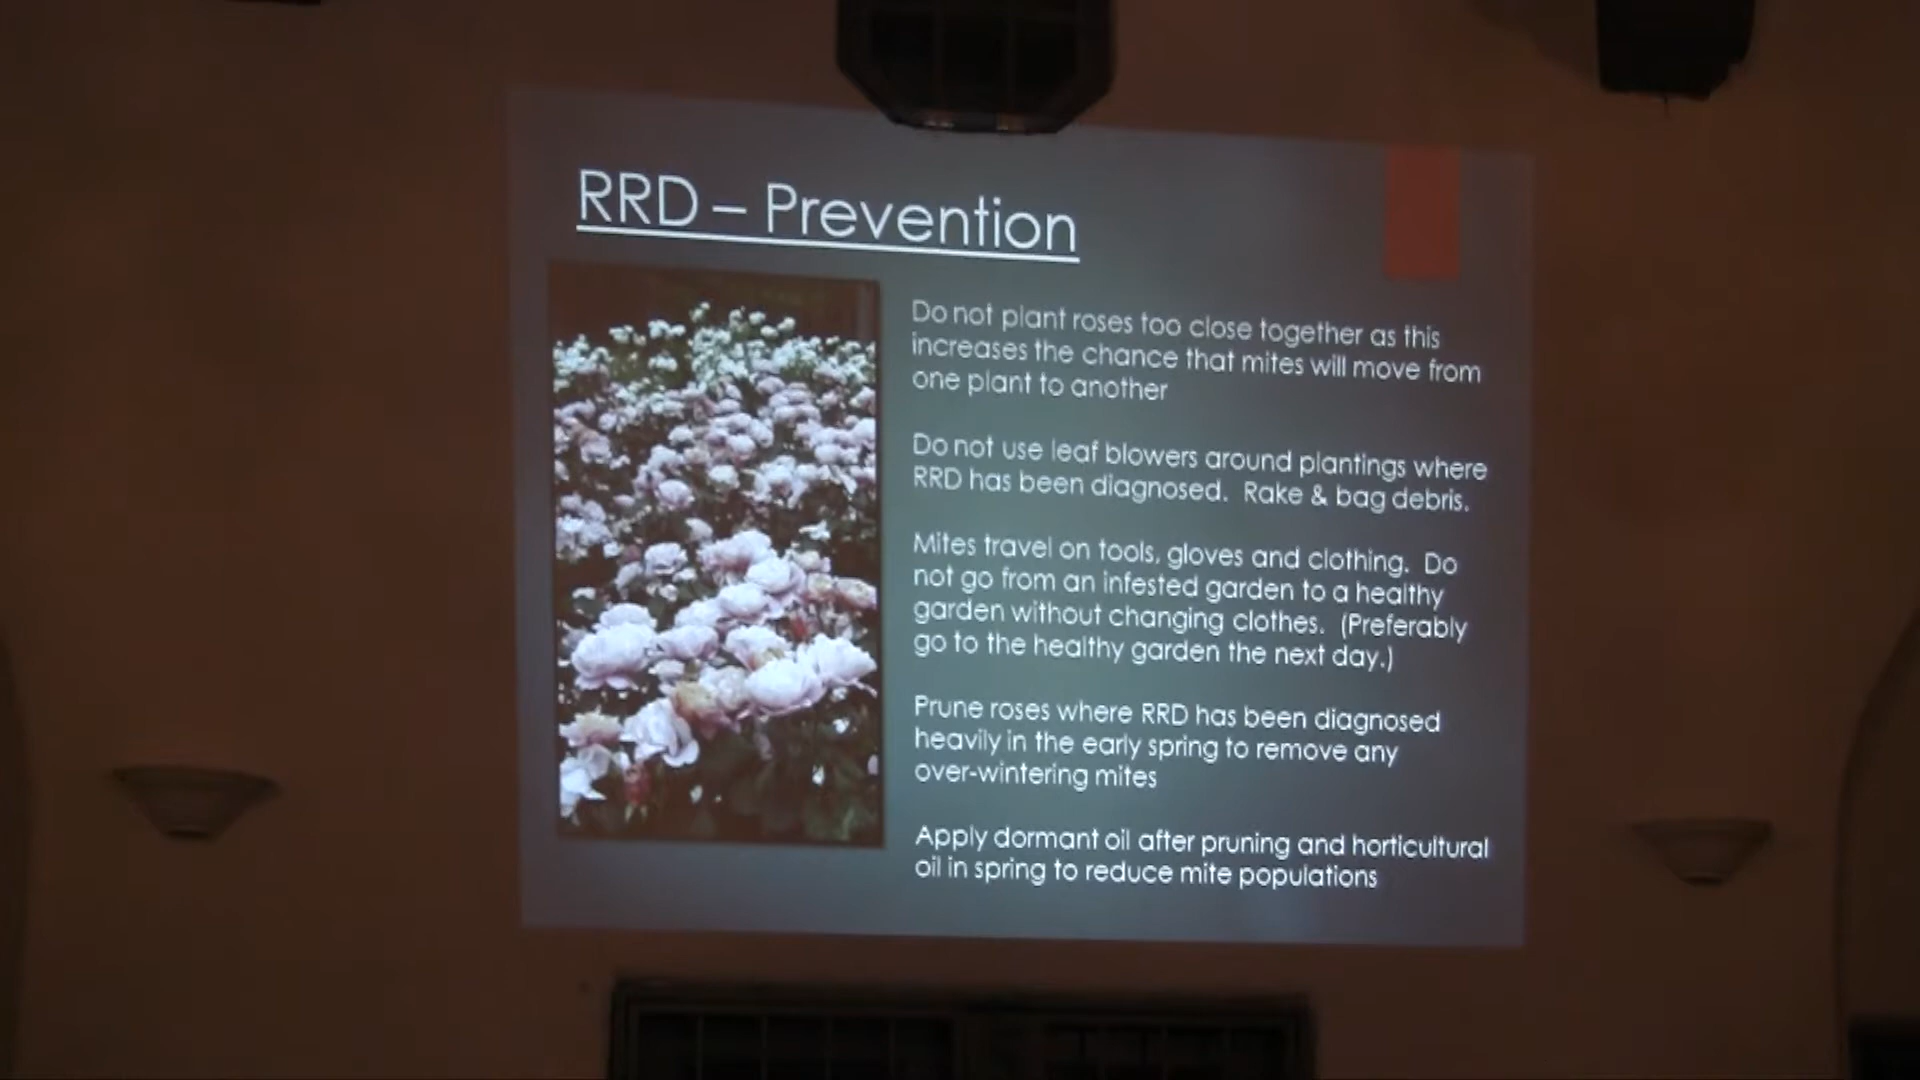 RRD – Prevention
Do not plant roses too close together as this
increases the chance that mites will move from
one plant to another
Do not use leaf blowers around plantings where
RRD has been diagnosed. Rake & bag debris.
Mites travel on tools, gloves and clothing. Do
not go from an infested garden to a healthy
garden without changing clothes. (Preferably
go to the healthy garden the next day.)
Prune roses where RRD has been diagnosed
heavily in the early spring to remove any
over-wintering mites
Apply dormant oil after pruning and horticultural
oil in spring to reduce mite populations